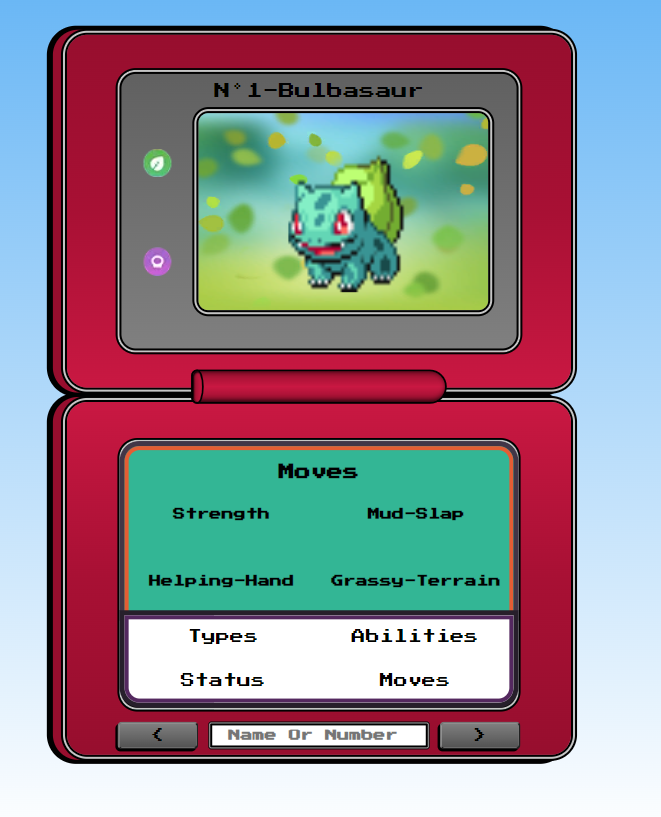 N°1-Bulbasaur
Moves
Strength Mud-Slap
Helping-Hand Grassy-Terrain
Types Abilities
Status Moves
< Name Or Number >